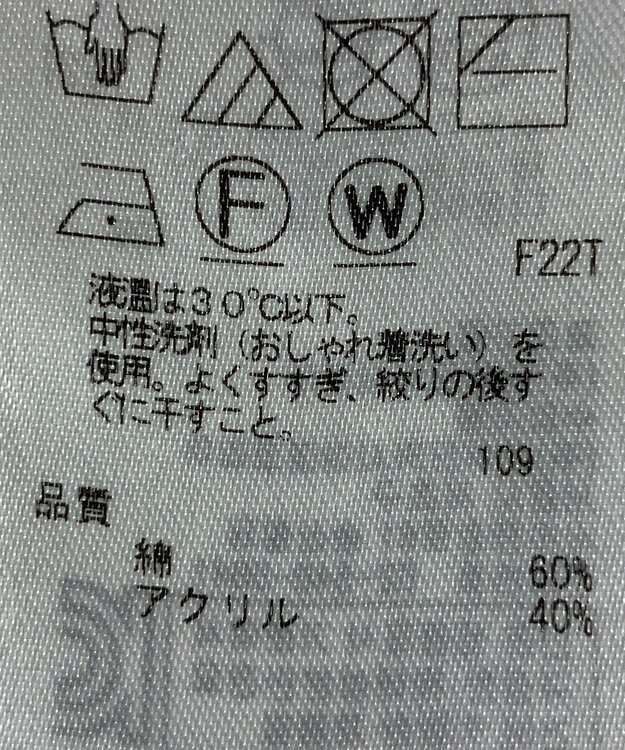 F
W
F22T
液温は30℃以下。
中性洗剤（おしゃれ着洗い）を
使用。よくすすぎ、絞りの後す
ぐに干すこと。
109
品質
綿 60%
アクリル 40%